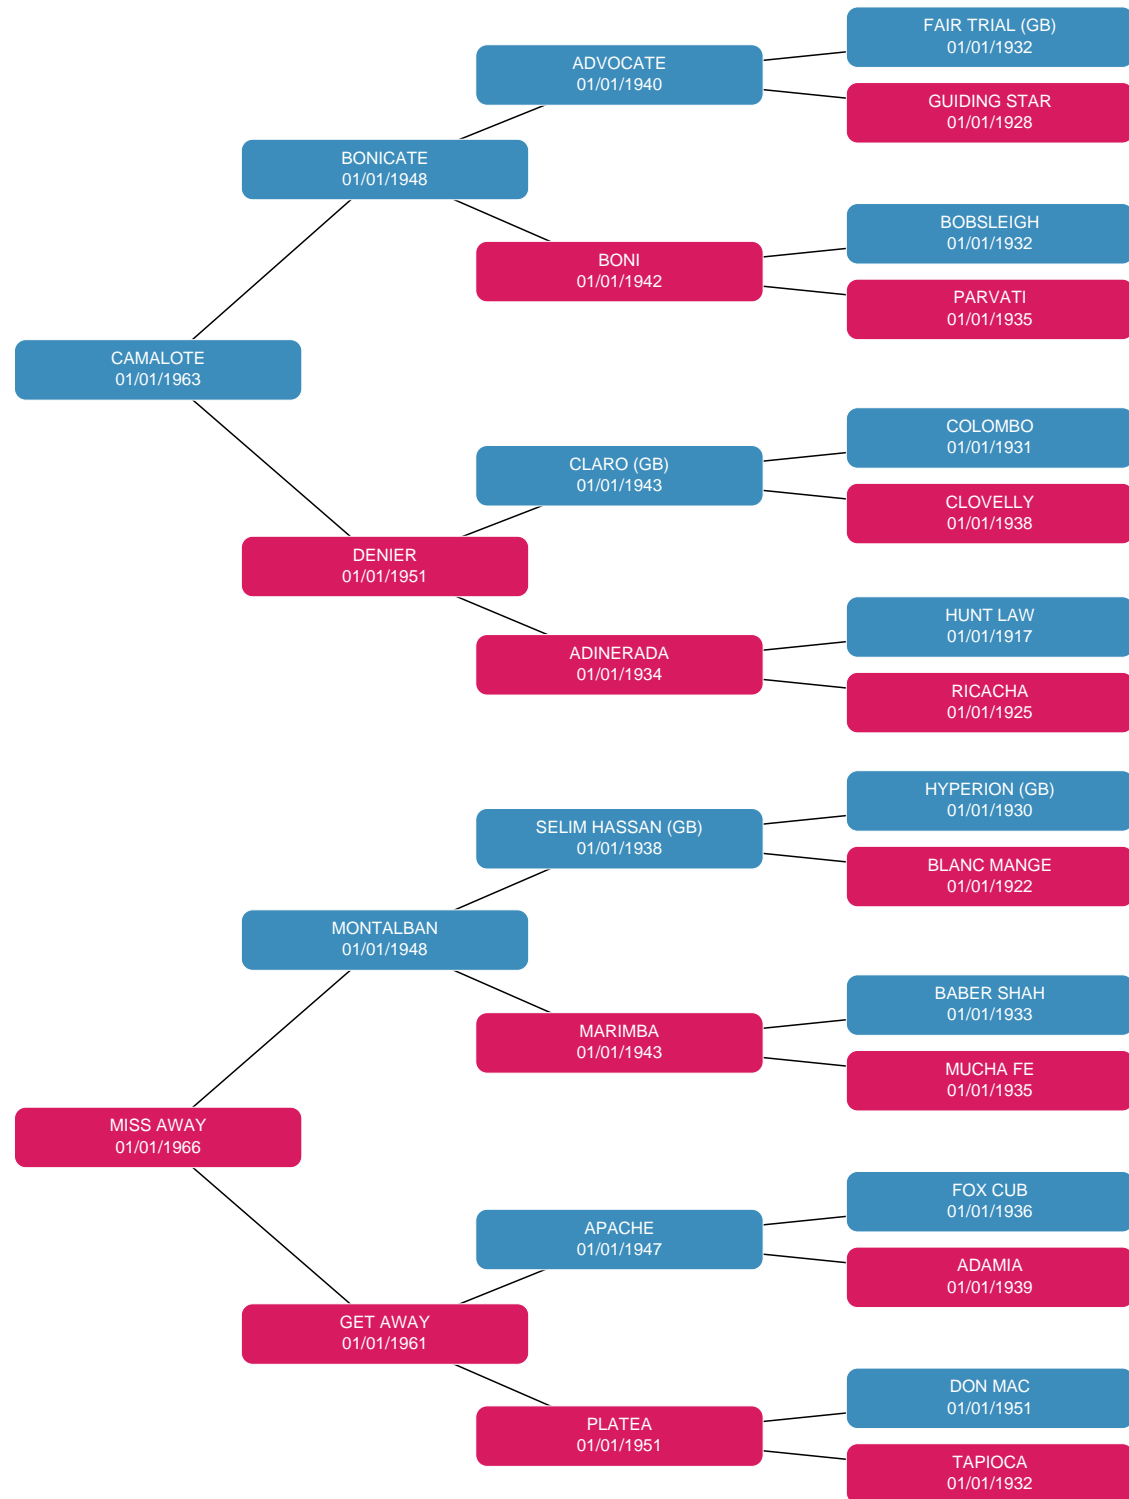 FAIR TRIAL (GB)
01/01/1932
ADVOCATE
01/01/1940
GUIDING STAR
01/01/1928
BONICATE
01/01/1948
BOBSLEIGH
01/01/1932
BONI
01/01/1942
PARVATI
01/01/1935
CAMALOTE
01/01/1963
COLOMBO
01/01/1931
CLARO (GB)
01/01/1943
CLOVELLY
01/01/1938
DENIER
01/01/1951
HUNT LAW
01/01/1917
ADINERADA
01/01/1934
RICACHA
01/01/1925
HYPERION (GB)
01/01/1930
SELIM HASSAN (GB)
01/01/1938
BLANC MANGE
01/01/1922
MONTALBAN
01/01/1948
BABER SHAH
01/01/1933
MARIMBA
01/01/1943
MUCHA FE
01/01/1935
MISS AWAY
01/01/1966
FOX CUB
01/01/1936
APACHE
01/01/1947
ADAMIA
01/01/1939
GET AWAY
01/01/1961
DON MAC
01/01/1951
PLATEA
01/01/1951
TAPIOCA
01/01/1932